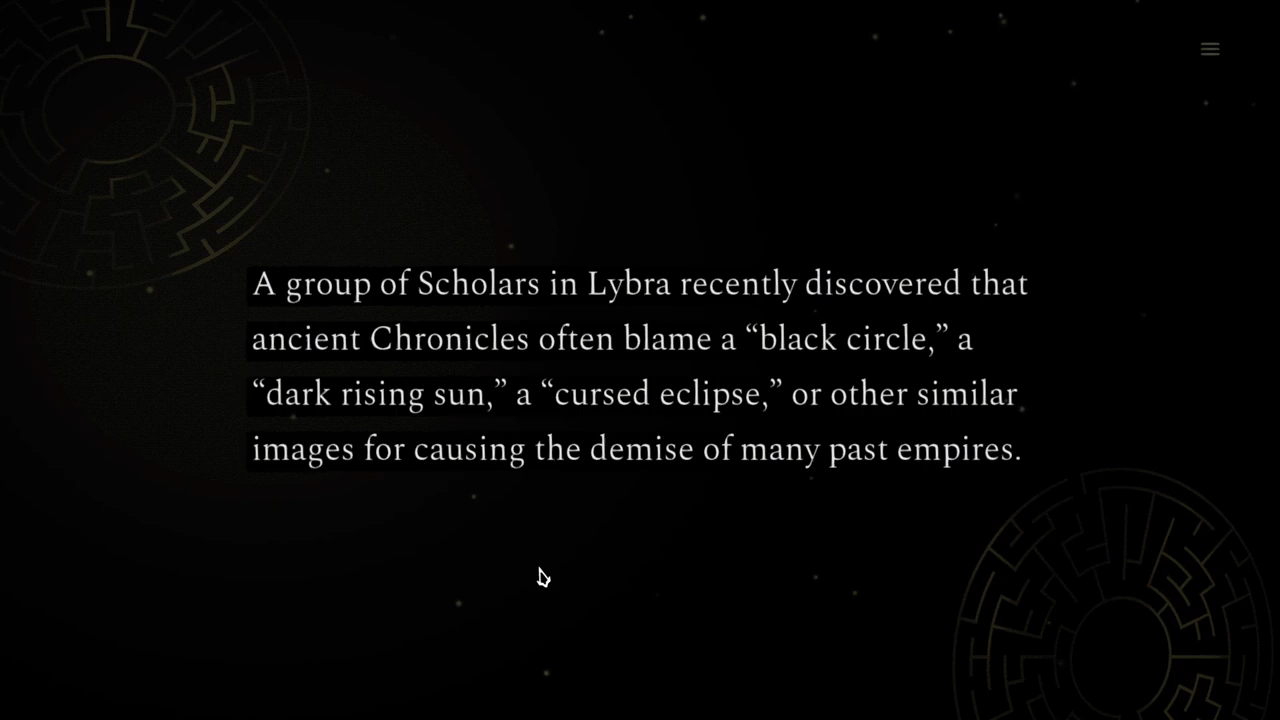 A group of Scholars in Lybra recently discovered that
ancient Chronicles often blame a “black circle,” a
“dark rising sun,” a “cursed eclipse,” or other similar
images for causing the demise of many past empires.